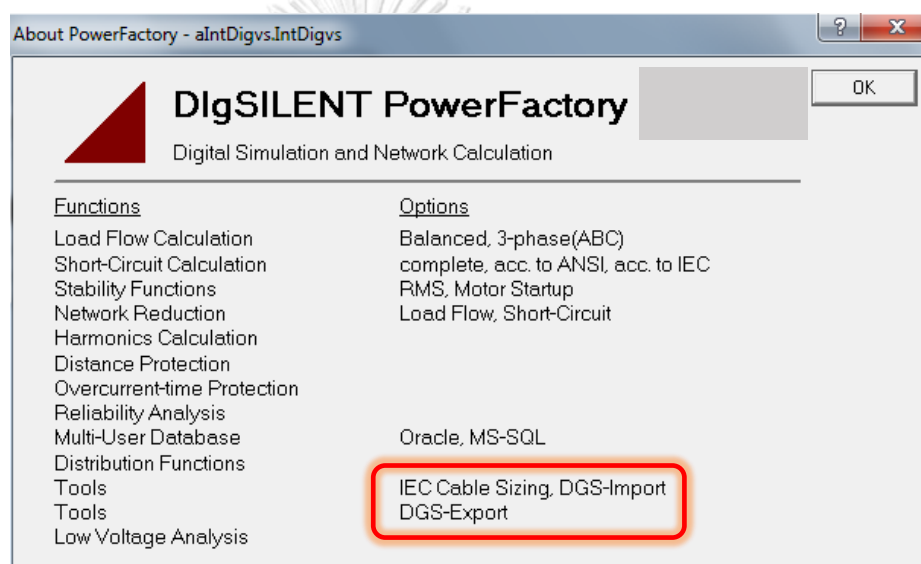 About PowerFactory - aIntDigvs.IntDigvs
OK
DIgSILENT PowerFactory
Digital Simulation and Network Calculation
Functions Options
Load Flow Calculation Balanced, 3-phase(ABC)
Short-Circuit Calculation complete, acc. to ANSI, acc. to IEC
Stability Functions RMS, Motor Startup
Network Reduction Load Flow, Short-Circuit
Harmonics Calculation
Distance Protection
Overcurrent-time Protection
Reliability Analysis
Multi-User Database Oracle, MS-SQL
Distribution Functions
Tools IEC Cable Sizing, DGS-Import
Tools DGS-Export
Low Voltage Analysis